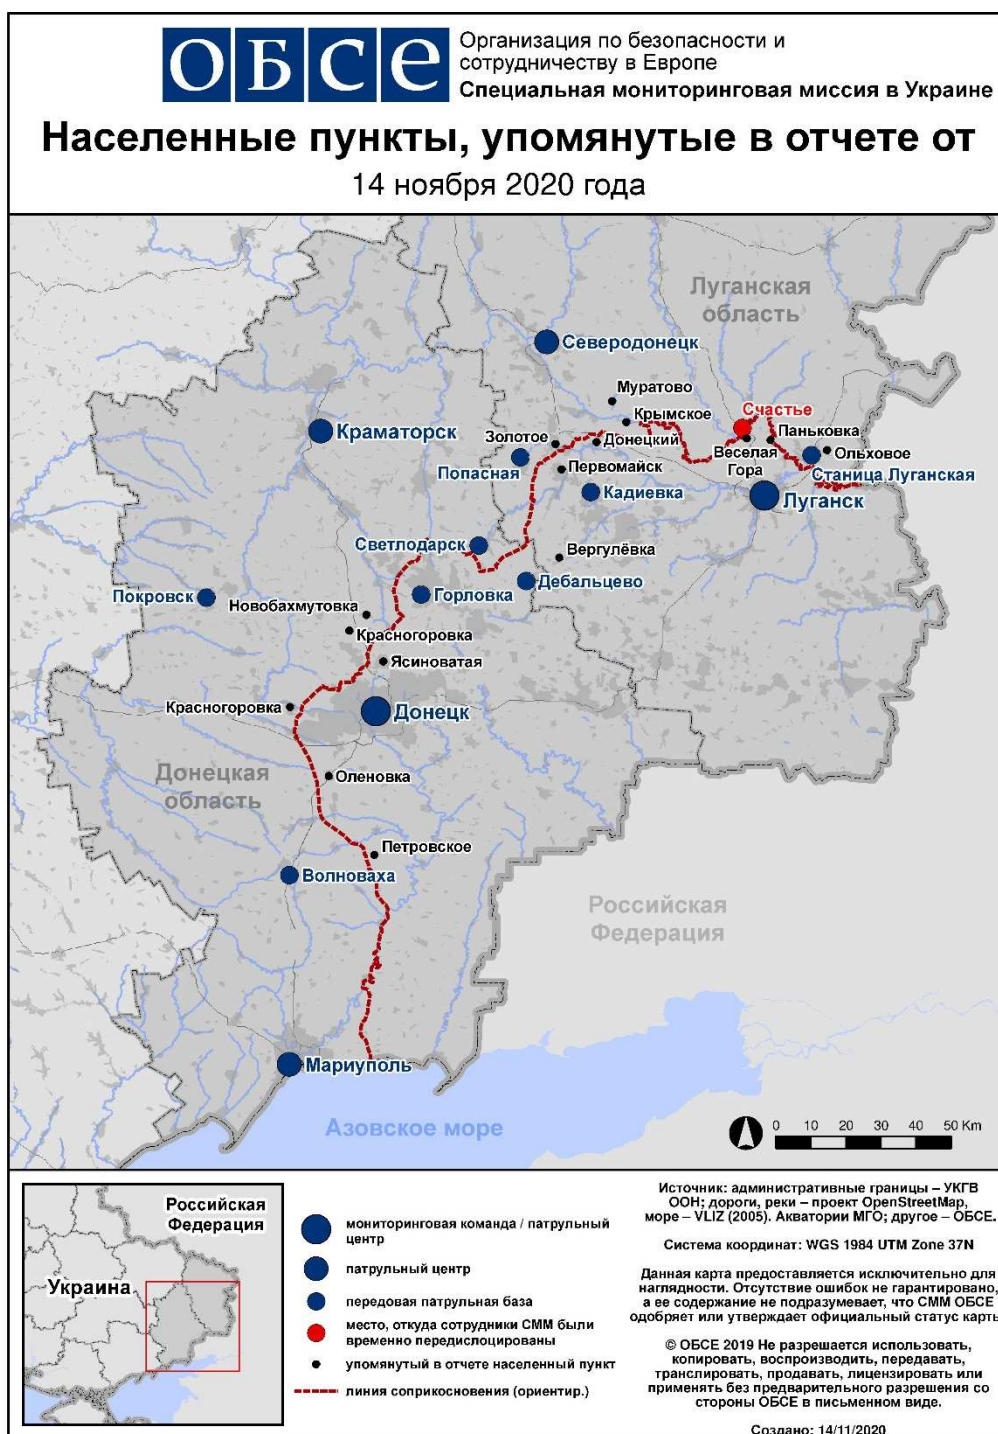 ОБСЕ
Организация по безопасности и
сотрудничеству в Европе
Специальная мониторинговая миссия в Украине
Населенные пункты, упомянутые в отчете от
14 ноября 2020 года
Луганская
область
Северодонецк
Муратово
Крымское
Счастье
Краматорск
Золотое
Донецкий
Паньковка
Веселая
Гора
Ольховое
Попасная
Первомайск
Станица Луганская
Кадиевка
Луганск
Светлодарск
Вергулёвка
Дебальцево
Покровск
Горловка
Новобахмутовка
Красногоровка
Ясиноватая
Красногоровка
Донецк
Донецкая
область
Оленовка
Петровское
Волноваха
Российская
Федерация
Мариуполь
Азовское море
0 10 20 30 40 50 Km
Российская
Федерация
Украина
мониторинговая команда / патрульный
центр
патрульный центр
передовая патрульная база
место, откуда сотрудники СММ были
временно передислоцированы
упомянутый в отчете населенный пункт
линия соприкосновения (ориентир.)
Источник: административные границы – УКГВ
ООН; дороги, реки – проект OpenStreetMap,
море – VLIZ (2005). Акватории МГО; другое – ОБСЕ.
Система координат: WGS 1984 UTM Zone 37N
Данная карта предоставляется исключительно для
наглядности. Отсутствие ошибок не гарантировано,
а ее содержание не подразумевает, что СММ ОБСЕ
одобряет или утверждает официальный статус карты
© ОБСЕ 2019 Не разрешается использовать,
копировать, воспроизводить, передавать,
транслировать, продавать, лицензировать или
применять без предварительного разрешения со
стороны ОБСЕ в письменном виде.
Создано: 14/11/2020